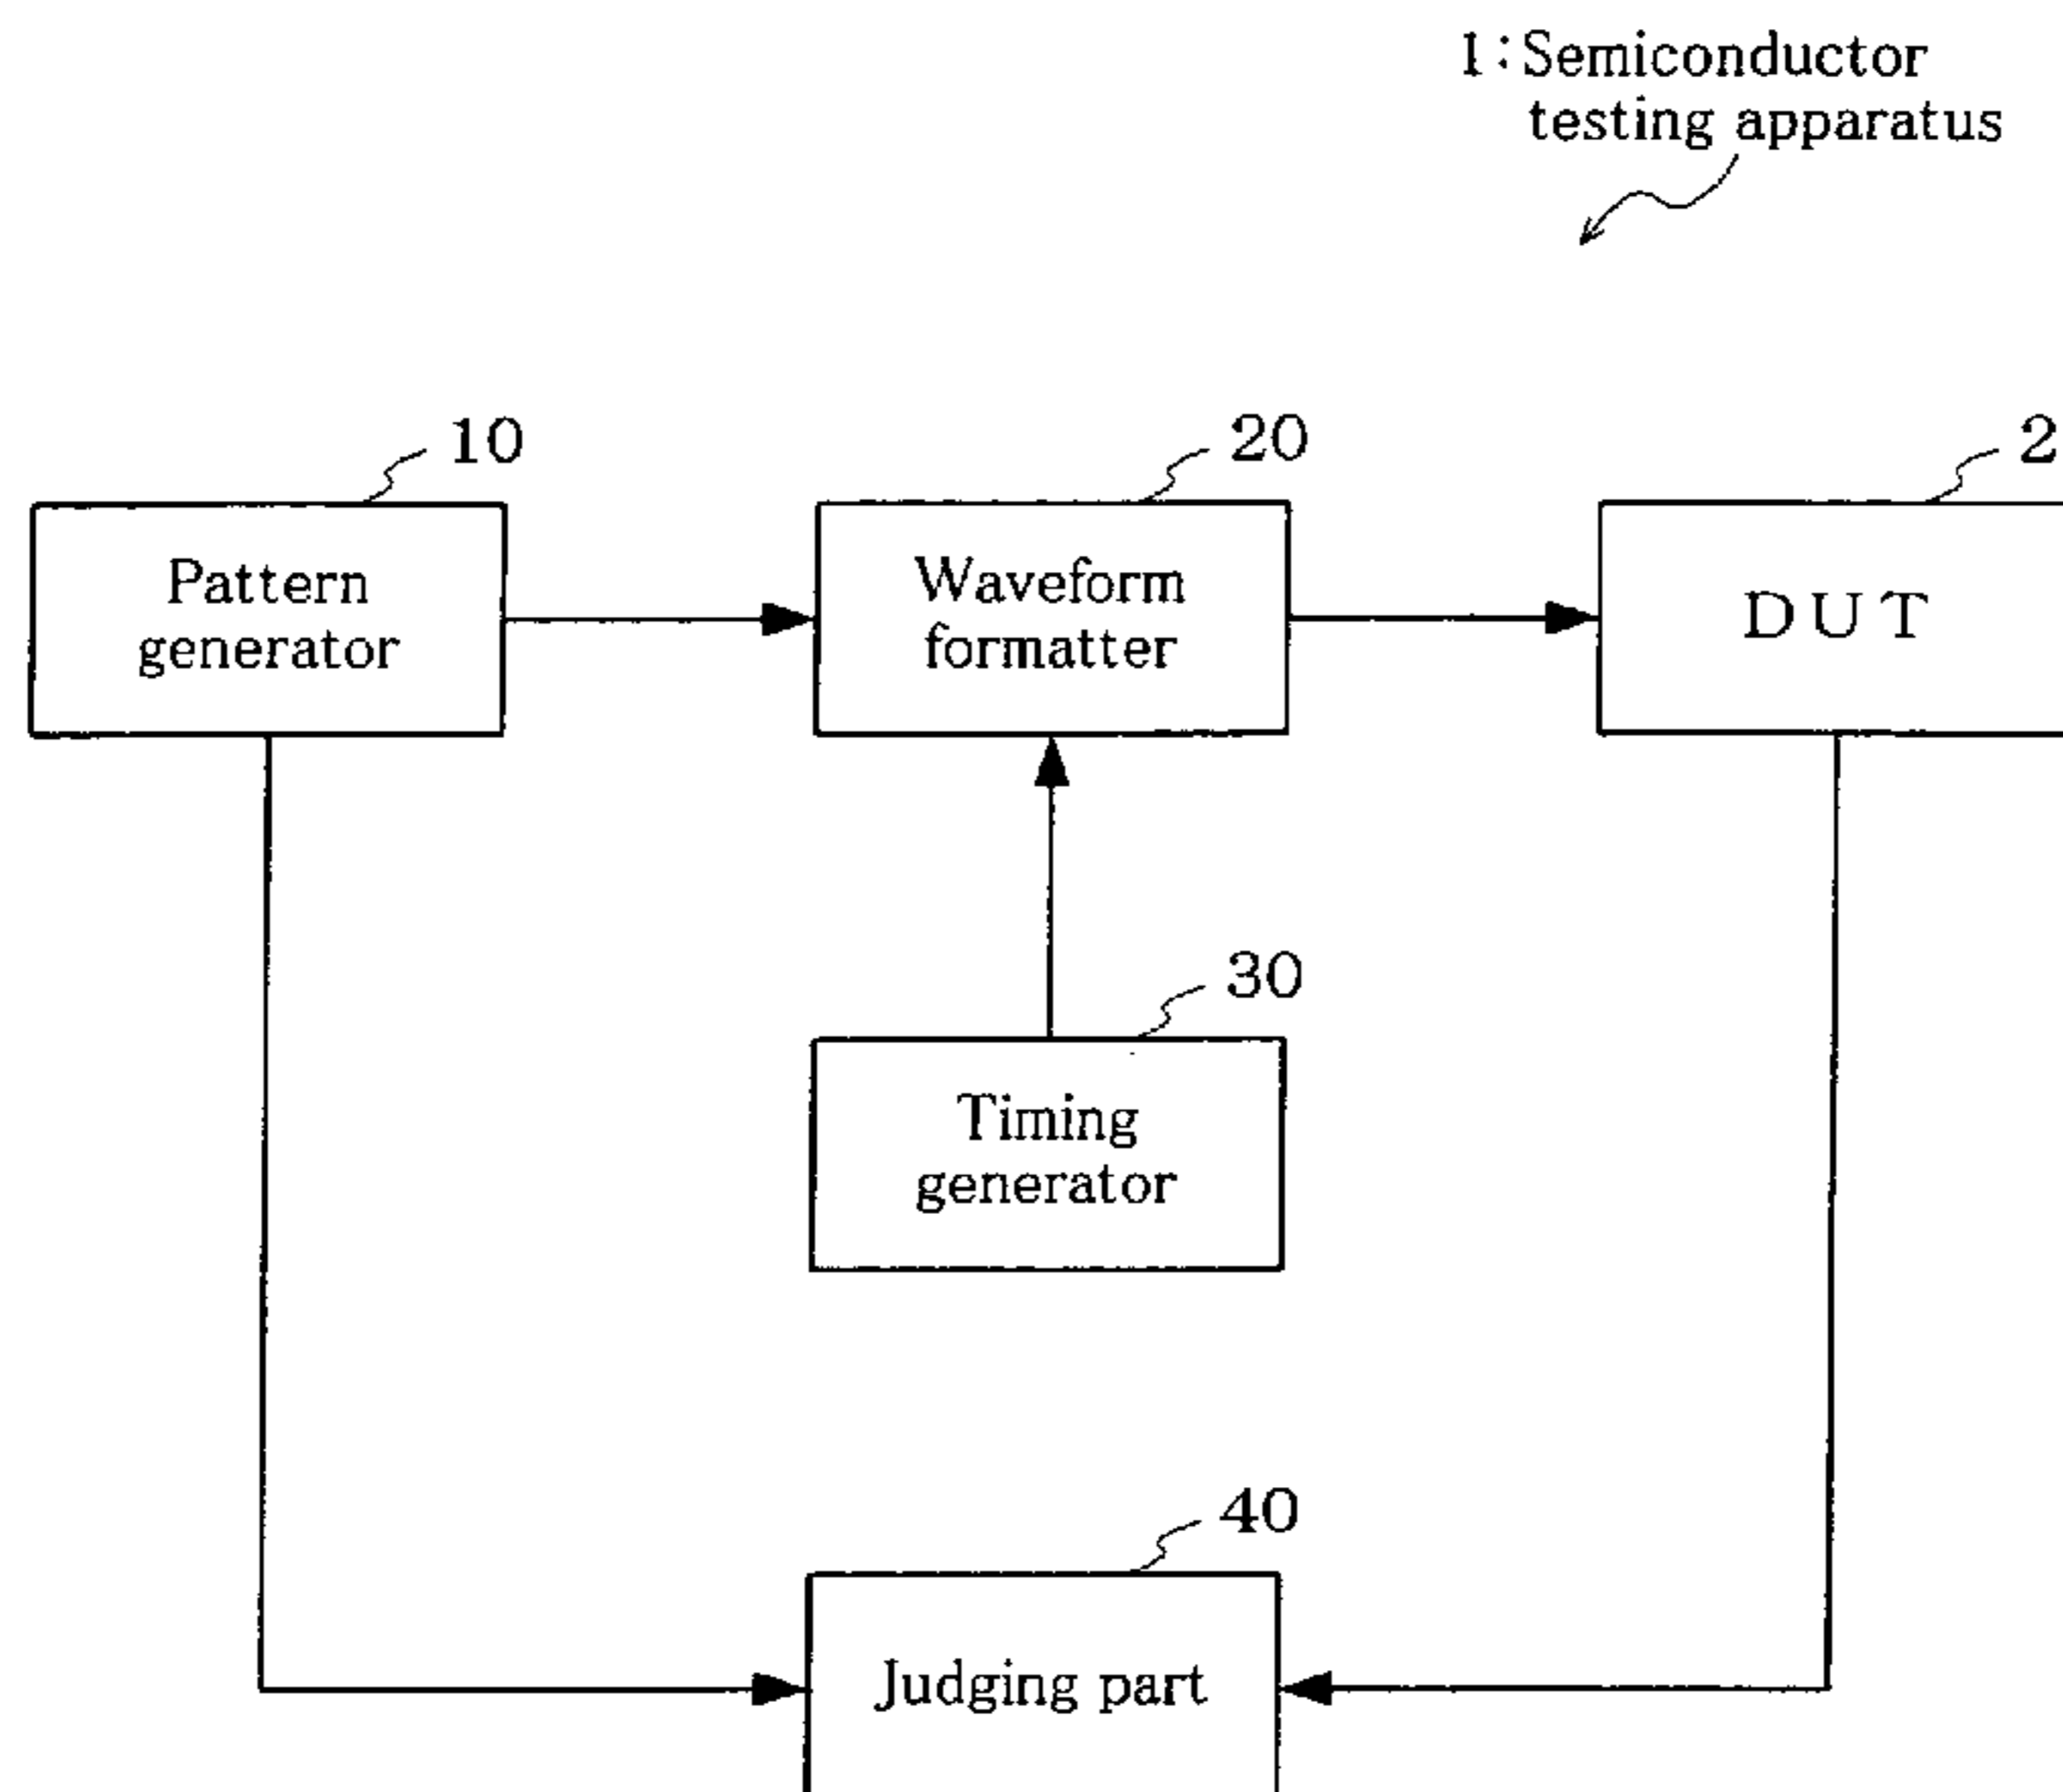 1:Semiconductor
testing apparatus
10
20
2
Pattern
generator
Waveform
formatter
DUT
30
Timing
generator
40
Judging part